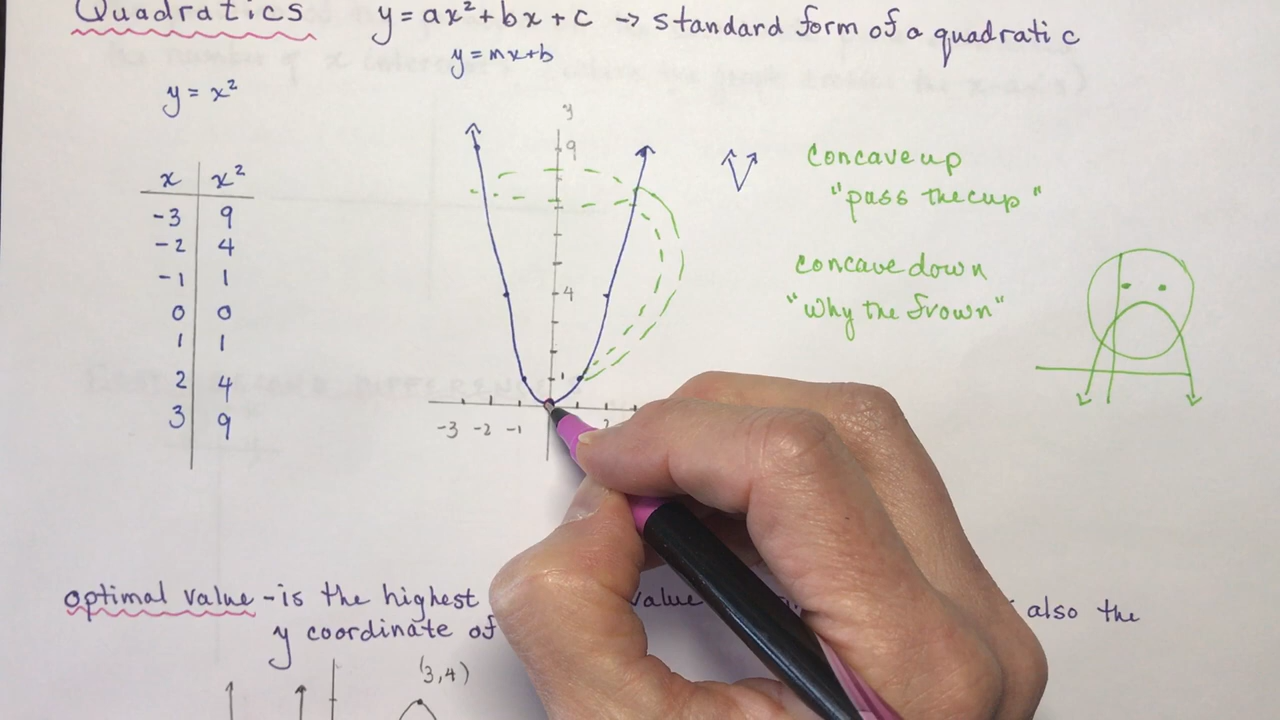 Quadratics y = ax² + bx + c → standard form of a quadratic
y = mx+b
y = x²
x x²
-3 9
-2 4
-1 1
0 0
1 1
2 4
3 9
y
9
4
1
-3 -2 -1 2
concave up
"pass the cup"
concave down
"why the frown"
optimal value - is the highest value also the
y coordinate of
(3,4)